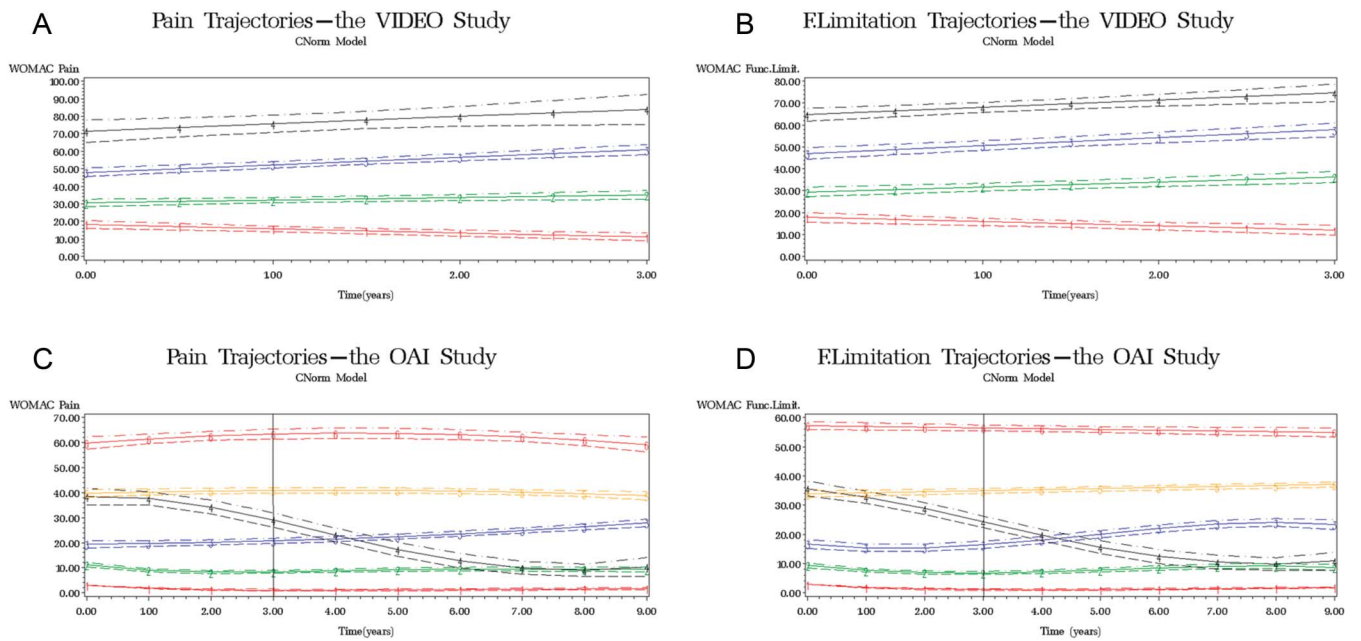 A
Pain Trajectories—the VIDEO Study
CNorm Model
WOMAC Pain
100.00
90.00
80.00
70.00
60.00
50.00
40.00
30.00
20.00
10.00
0.00
0.00 1.00 2.00 3.00
Time(years)
B
F.Limitation Trajectories—the VIDEO Study
CNorm Model
WOMAC Func.Limit.
80.00
70.00
60.00
50.00
40.00
30.00
20.00
10.00
0.00
0.00 1.00 2.00 3.00
Time(years)
C
Pain Trajectories—the OAI Study
CNorm Model
WOMAC Pain
70.00
60.00
50.00
40.00
30.00
20.00
10.00
0.00
0.00 1.00 2.00 3.00 4.00 5.00 6.00 7.00 8.00 9.00
Time(years)
D
F.Limitation Trajectories—the OAI Study
CNorm Model
WOMAC Func.Limit.
60.00
50.00
40.00
30.00
20.00
10.00
0.00
0.00 1.00 2.00 3.00 4.00 5.00 6.00 7.00 8.00 9.00
Time (years)